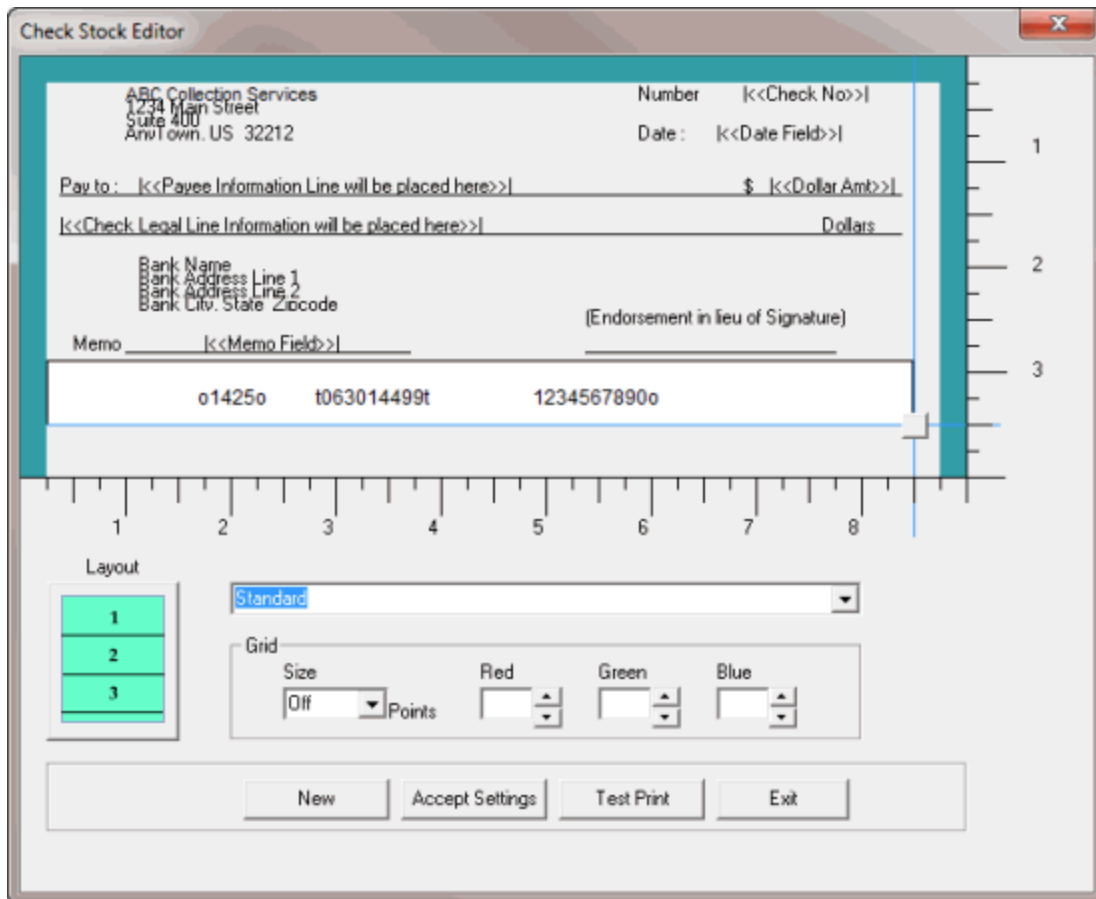 Check Stock Editor
ABC Collection Services
1234 Main Street
Suite 400
AnyTown. US 32212
Number |<<Check No>>|
Date : |<<Date Field>>|
Pay to : |<<Payee Information Line will be placed here>>| $ |<<Dollar Amt>>|
|<<Check Legal Line Information will be placed here>>| Dollars
Bank Name
Bank Address Line 1
Bank Address Line 2
Bank City. State Zipcode
(Endorsement in lieu of Signature)
Memo |<<Memo Field>>|
o1425o t063014499t 1234567890o
1
2
3
1 2 3 4 5 6 7 8
Layout
1
2
3
Standard
Grid
Size Red Green Blue
Off Points
New Accept Settings Test Print Exit